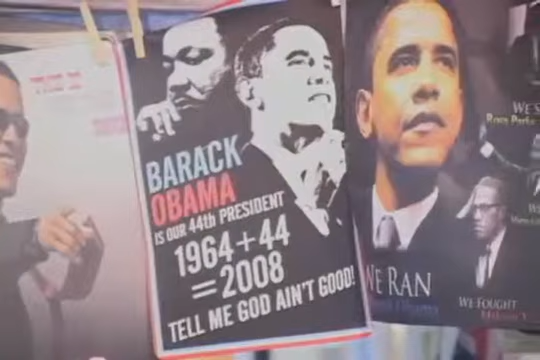 BARACK
OBAMA
IS OUR 44th PRESIDENT
1964+44
=2008
TELL ME GOD AIN'T GOOD!
WE RAN
WE FOUGHT